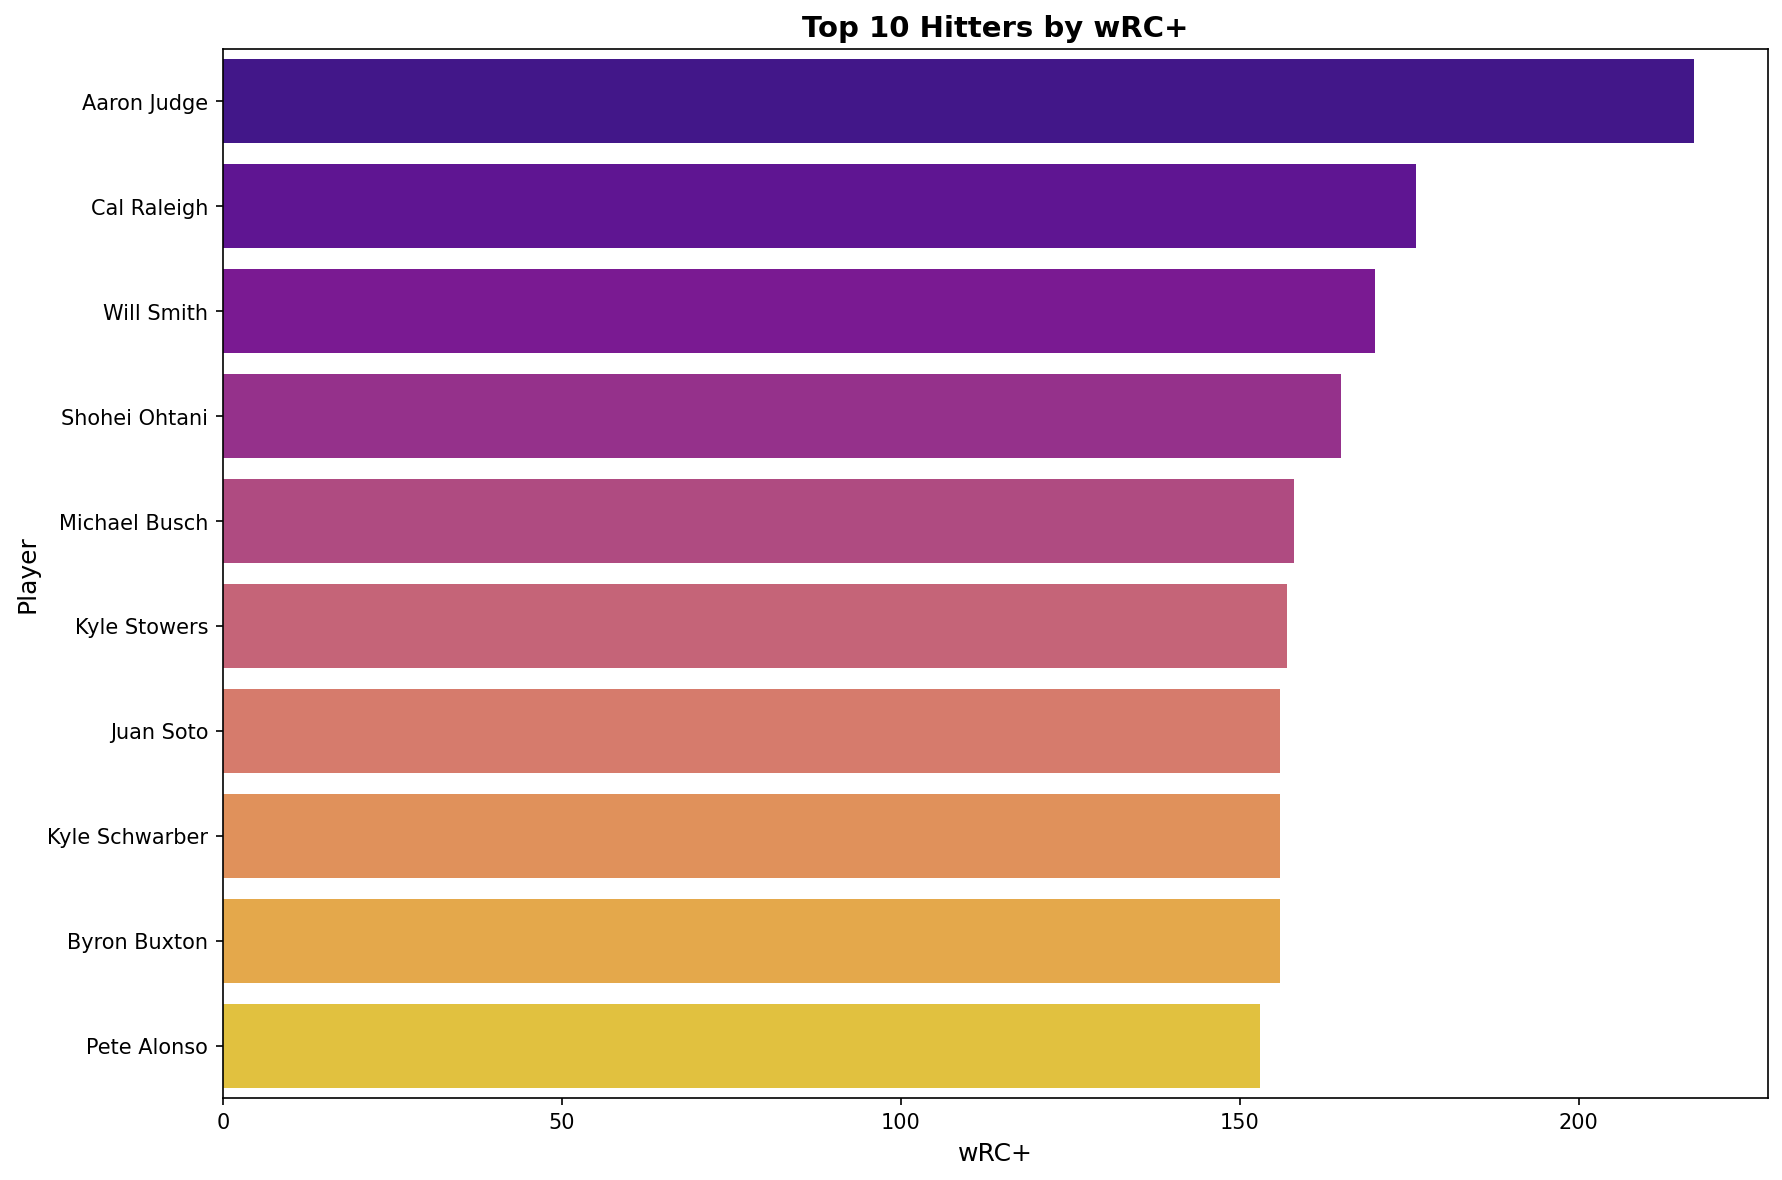 Top 10 Hitters by wRC+
Player
Aaron Judge
Cal Raleigh
Will Smith
Shohei Ohtani
Michael Busch
Kyle Stowers
Juan Soto
Kyle Schwarber
Byron Buxton
Pete Alonso
0 50 100 150 200
wRC+